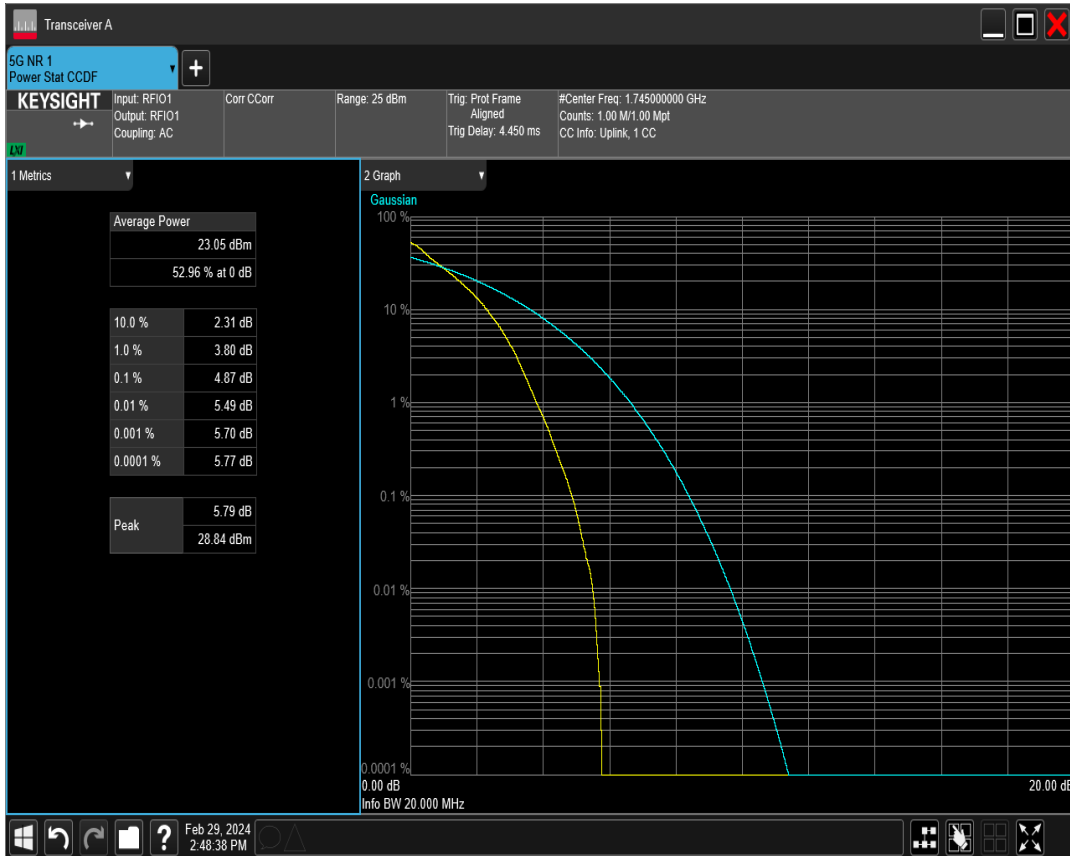 Transceiver A
5G NR 1
Power Stat CCDF
+
KEYSIGHT
LXI
Input: RFIO1
Output: RFIO1
Coupling: AC
Corr CCorr
Range: 25 dBm
Trig: Prot Frame
Aligned
Trig Delay: 4.450 ms
#Center Freq: 1.745000000 GHz
Counts: 1.00 M/1.00 Mpt
CC Info: Uplink, 1 CC
1 Metrics
Average Power
23.05 dBm
52.96 % at 0 dB
10.0 % 2.31 dB
1.0 % 3.80 dB
0.1 % 4.87 dB
0.01 % 5.49 dB
0.001 % 5.70 dB
0.0001 % 5.77 dB
Peak
5.79 dB
28.84 dBm
2 Graph
Gaussian
100 %
10 %
1 %
0.1 %
0.01 %
0.001 %
0.0001 %
0.00 dB 20.00 dB
Info BW 20.000 MHz
?
Feb 29, 2024
2:48:38 PM